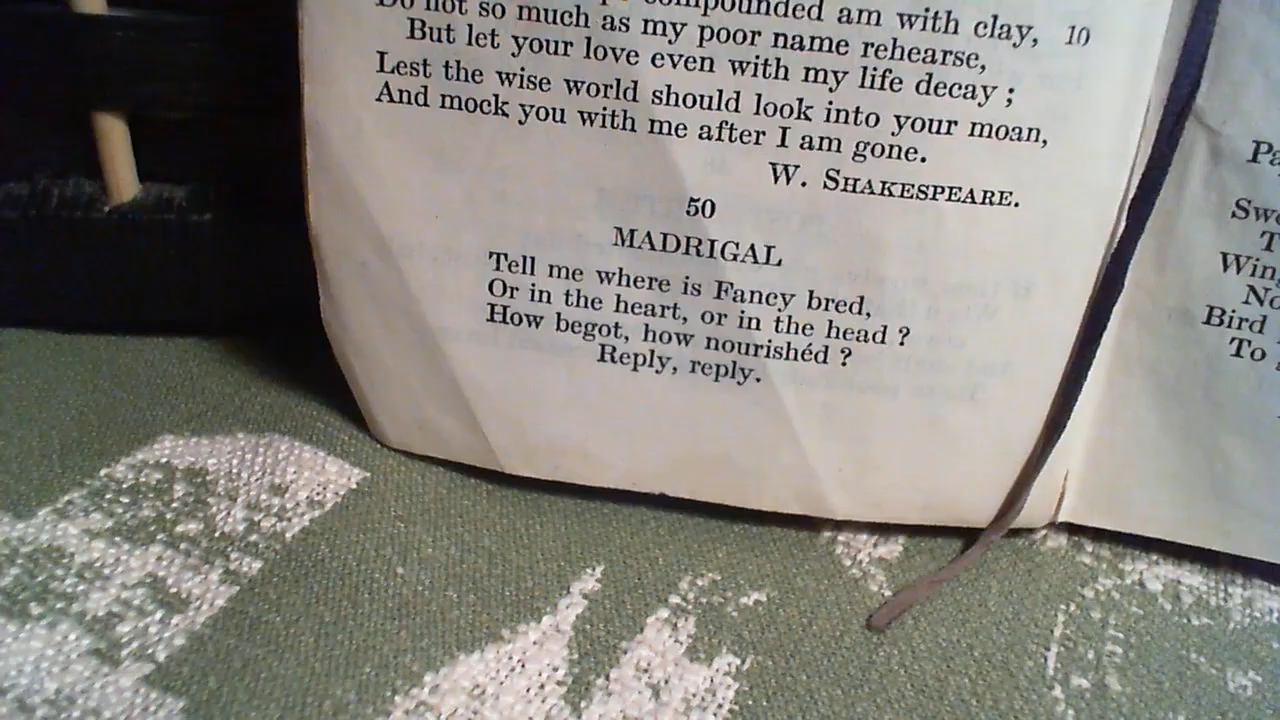 compounded am with clay, 10
Do not so much as my poor name rehearse,
But let your love even with my life decay ;
Lest the wise world should look into your moan,
And mock you with me after I am gone.
W. SHAKESPEARE.
50
MADRIGAL
Tell me where is Fancy bred,
Or in the heart, or in the head ?
How begot, how nourishéd ?
Reply, reply.
Bird
To